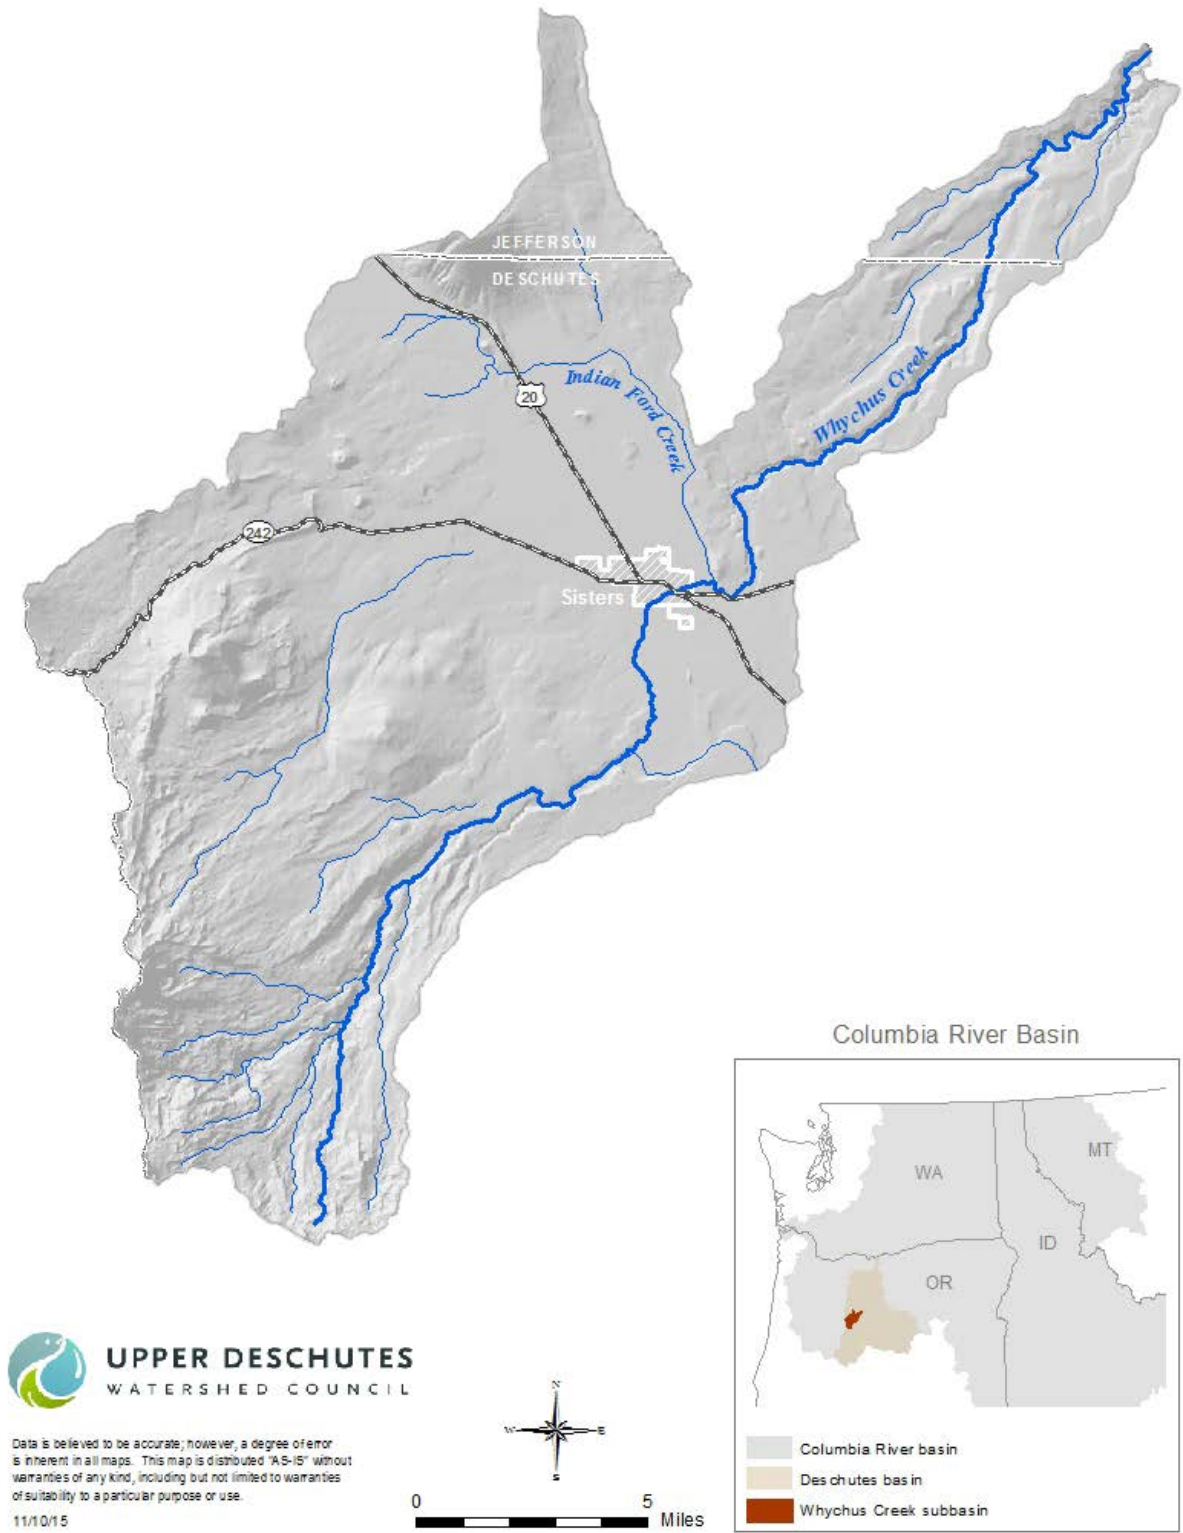 JEFFERSON
DESCHUTES
20
Indian Ford Creek
Whychus Creek
242
Sisters
Columbia River Basin
WA
MT
ID
OR
Columbia River basin
Deschutes basin
Whychus Creek subbasin
UPPER DESCHUTES
WATERSHED COUNCIL
Data is believed to be accurate; however, a degree of error
is inherent in all maps. This map is distributed "AS-IS" without
warranties of any kind, including but not limited to warranties
of suitability to a particular purpose or use.
11/10/15
N
W
E
S
0
5
Miles